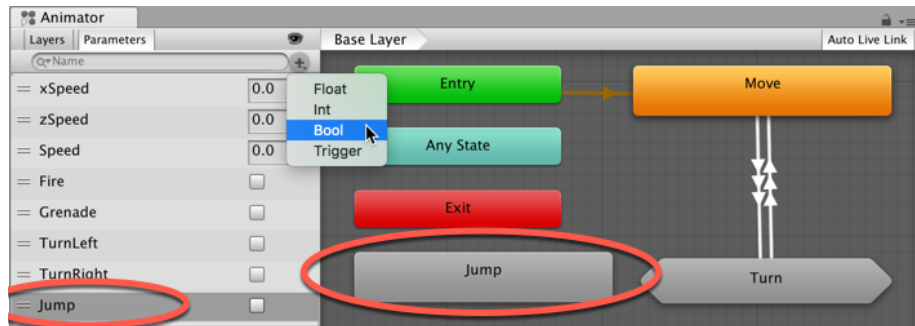 Animator
Layers Parameters
Base Layer
Auto Live Link
Name
xSpeed 0.0
zSpeed 0.0
Speed 0.0
Fire
Grenade
TurnLeft
TurnRight
Jump
Float
Int
Bool
Trigger
Entry
Move
Any State
Exit
Jump
Turn